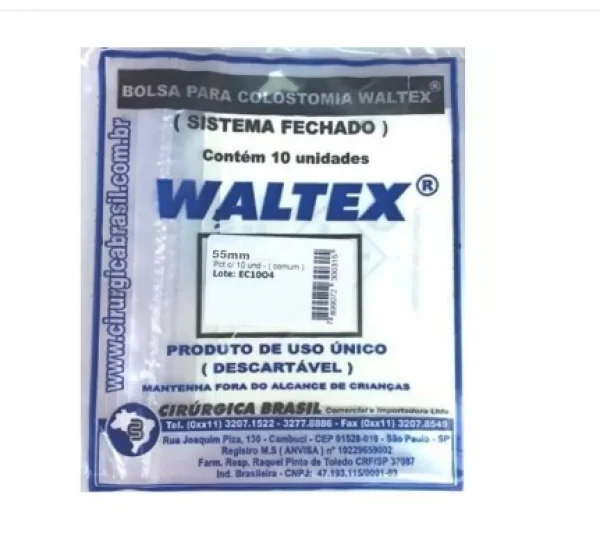 BOLSA PARA COLOSTOMIA WALTEX®
( SISTEMA FECHADO )
Contém 10 unidades
WALTEX®
55mm
Pct c/ 10 und - ( comum )
Lote: EC1004
7 899072 300315
PRODUTO DE USO ÚNICO
( DESCARTÁVEL )
MANTENHA FORA DO ALCANCE DE CRIANÇAS
CIRÚRGICA BRASIL Comercial e Importadora Ltda.
Tel. (0xx11) 3207.1522 - 3277.8886 - Fax (0xx11) 3207.8549
Rua Joaquim Piza, 130 - Cambuci - CEP 01528-010 - São Paulo - SP
Registro M.S ( ANVISA ) nº 10229659002
Farm. Resp. Raquel Pinto de Toledo CRF/SP 37087
Ind. Brasileira - CNPJ: 47.193.115/0001-63
www.cirurgicabrasil.com.br